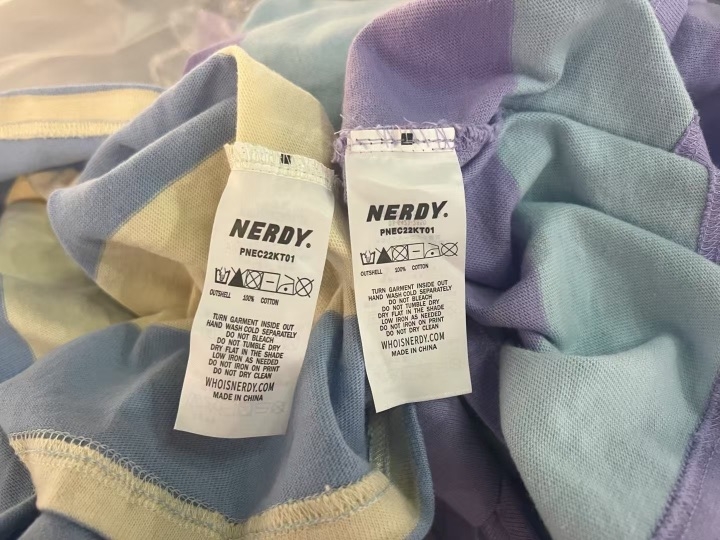 NERDY.
PNEC22KT01
OUTSHELL 100% COTTON
TURN GARMENT INSIDE OUT
HAND WASH COLD SEPARATELY
DO NOT BLEACH
DO NOT TUMBLE DRY
DRY FLAT IN THE SHADE
LOW IRON AS NEEDED
DO NOT IRON ON PRINT
DO NOT DRY CLEAN
WHOISNERDY.COM
MADE IN CHINA
NERDY.
PNEC22KT01
OUTSHELL 100% COTTON
TURN GARMENT INSIDE OUT
HAND WASH COLD SEPARATELY
DO NOT BLEACH
DO NOT TUMBLE DRY
DRY FLAT IN THE SHADE
LOW IRON AS NEEDED
DO NOT IRON ON PRINT
DO NOT DRY CLEAN
WHOISNERDY.COM
MADE IN CHINA